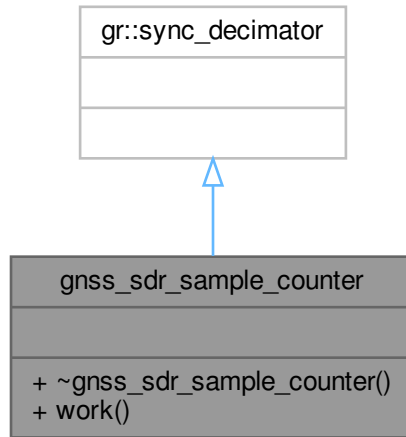 gr::sync_decimator
gnss_sdr_sample_counter
+ ~gnss_sdr_sample_counter()
+ work()